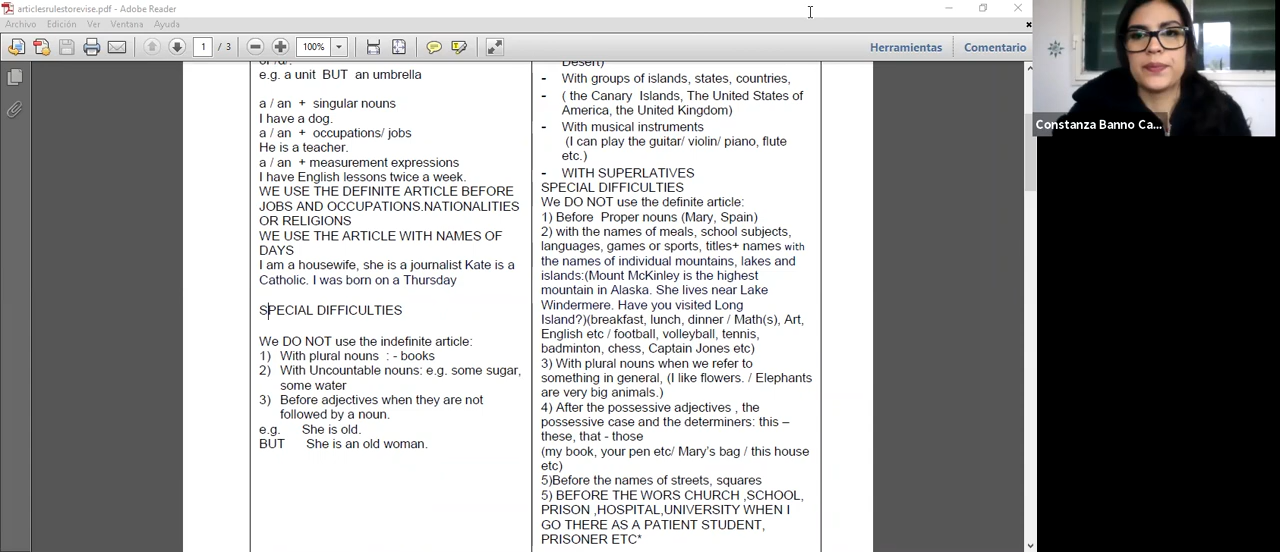 articlesrulestorevise.pdf - Adobe Reader
Archivo Edición Ver Ventana Ayuda
1 / 3 100% Herramientas Comentario
e.g. a unit BUT an umbrella
a / an + singular nouns
I have a dog.
a / an + occupations/ jobs
He is a teacher.
a / an + measurement expressions
I have English lessons twice a week.
WE USE THE DEFINITE ARTICLE BEFORE
JOBS AND OCCUPATIONS.NATIONALITIES
OR RELIGIONS
WE USE THE ARTICLE WITH NAMES OF
DAYS
I am a housewife, she is a journalist Kate is a
Catholic. I was born on a Thursday
SPECIAL DIFFICULTIES
We DO NOT use the indefinite article:
1) With plural nouns : - books
2) With Uncountable nouns: e.g. some sugar,
some water
3) Before adjectives when they are not
followed by a noun.
e.g. She is old.
BUT She is an old woman.
Desert)
- With groups of islands, states, countries,
- ( the Canary Islands, The United States of
America, the United Kingdom)
- With musical instruments
(I can play the guitar/ violin/ piano, flute
etc.)
- WITH SUPERLATIVES
SPECIAL DIFFICULTIES
We DO NOT use the definite article:
1) Before Proper nouns (Mary, Spain)
2) with the names of meals, school subjects,
languages, games or sports, titles+ names with
the names of individual mountains, lakes and
islands:(Mount McKinley is the highest
mountain in Alaska. She lives near Lake
Windermere. Have you visited Long
Island?)(breakfast, lunch, dinner / Math(s), Art,
English etc / football, volleyball, tennis,
badminton, chess, Captain Jones etc)
3) With plural nouns when we refer to
something in general, (I like flowers. / Elephants
are very big animals.)
4) After the possessive adjectives , the
possessive case and the determiners: this –
these, that - those
(my book, your pen etc/ Mary's bag / this house
etc)
5)Before the names of streets, squares
5) BEFORE THE WORS CHURCH ,SCHOOL,
PRISON ,HOSPITAL,UNIVERSITY WHEN I
GO THERE AS A PATIENT STUDENT,
PRISONER ETC*
Constanza Banno Ca...